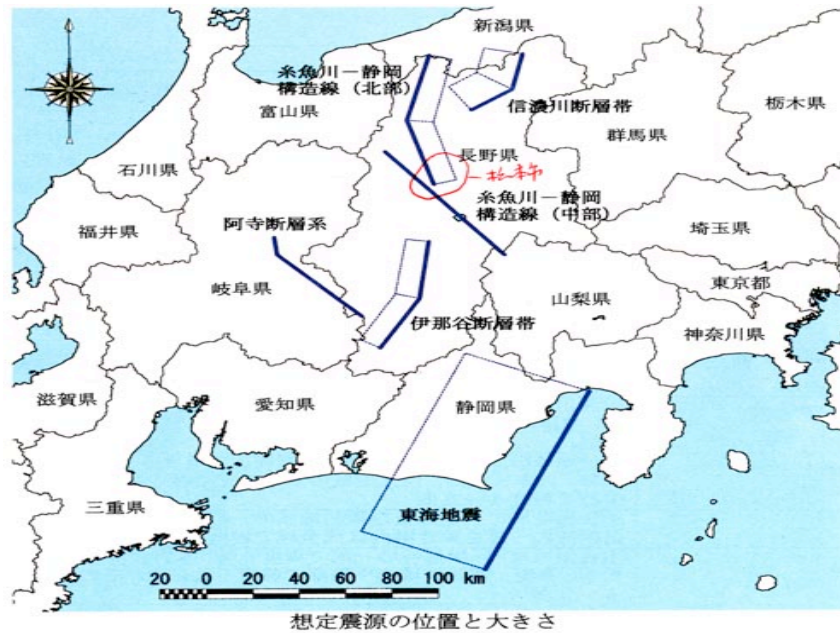 新潟県
糸魚川－静岡
構造線（北部）
富山県
信濃川断層帯
栃木県
群馬県
石川県
長野県
糸魚川－静岡
構造線（中部）
福井県
阿寺断層系
埼玉県
岐阜県
山梨県
東京都
伊那谷断層帯
神奈川県
滋賀県
愛知県
静岡県
三重県
東海地震
20 0 20 40 60 80 100 km
想定震源の位置と大きさ